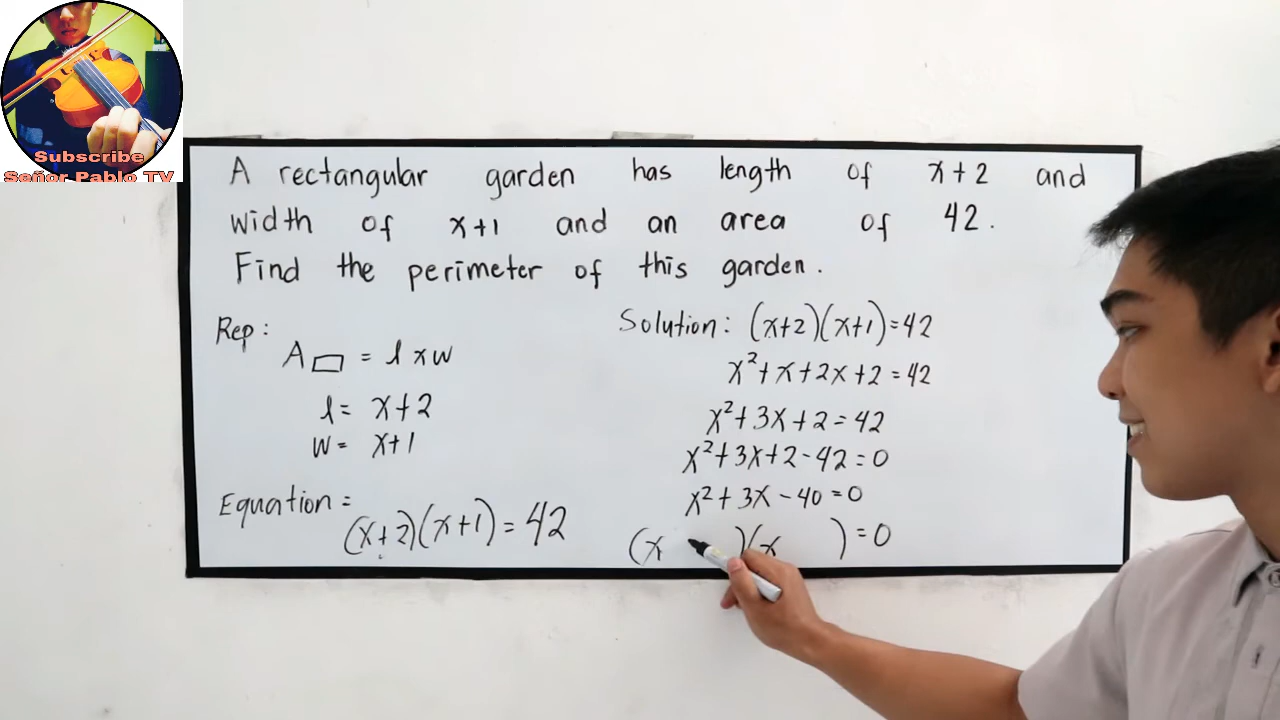 Subscribe
Señor Pablo TV
A rectangular garden has length of x+2 and
width of x+1 and an area of 42.
Find the perimeter of this garden.
Rep:
A▭ = l x w
l = x+2
w = x+1
Equation =
(x+2)(x+1) = 42
Solution: (x+2)(x+1)=42
x²+x+2x+2=42
x²+3x+2=42
x²+3x+2-42=0
x²+3x-40=0
(x )(x )=0